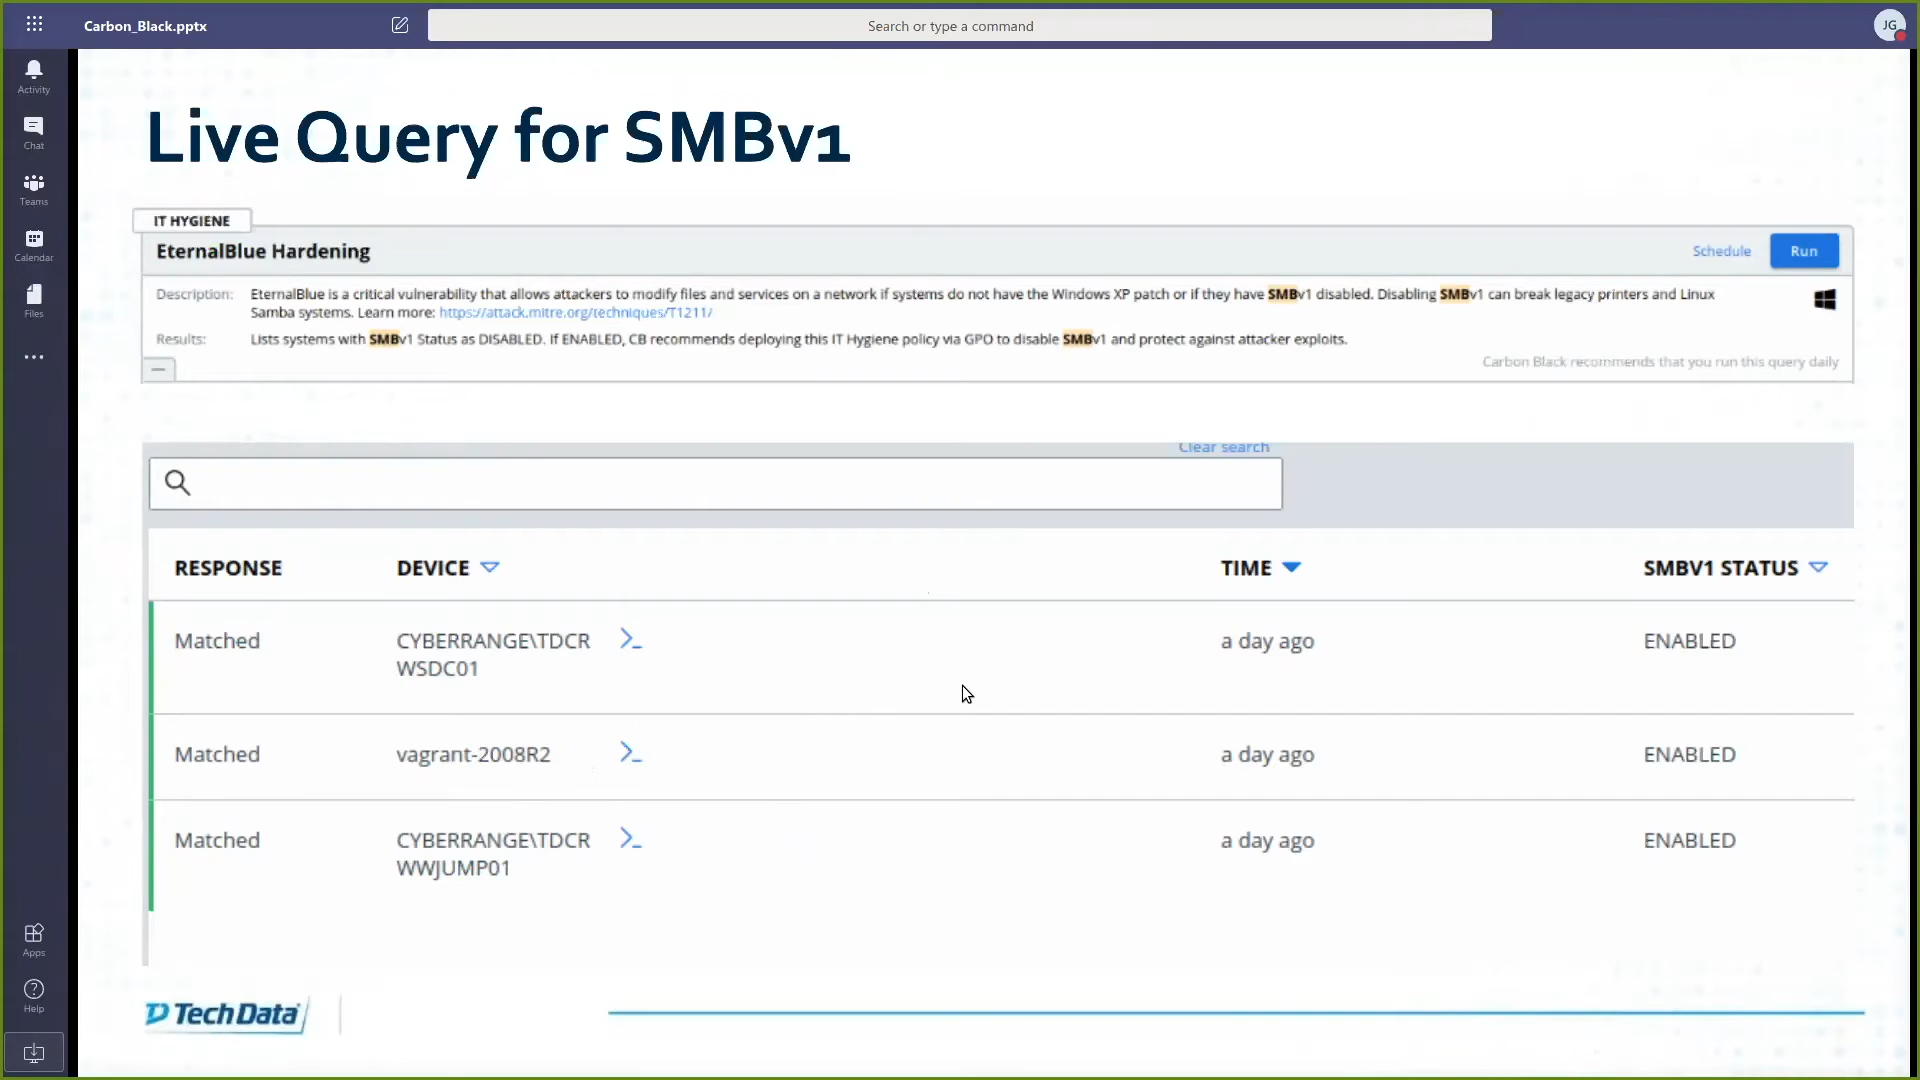 Carbon_Black.pptx
Search or type a command
JG
Activity
Chat
Teams
Calendar
Files
Apps
Help
Live Query for SMBv1
IT HYGIENE
EternalBlue Hardening
Schedule
Run
Description: EternalBlue is a critical vulnerability that allows attackers to modify files and services on a network if systems do not have the Windows XP patch or if they have SMBv1 disabled. Disabling SMBv1 can break legacy printers and Linux
Samba systems. Learn more: https://attack.mitre.org/techniques/T1211/
Results: Lists systems with SMBv1 Status as DISABLED. If ENABLED, CB recommends deploying this IT Hygiene policy via GPO to disable SMBv1 and protect against attacker exploits.
Carbon Black recommends that you run this query daily
Clear search
RESPONSE DEVICE TIME SMBV1 STATUS
Matched CYBERRANGE\TDCR a day ago ENABLED
WSDC01
Matched vagrant-2008R2 a day ago ENABLED
Matched CYBERRANGE\TDCR a day ago ENABLED
WWJUMP01
TechData